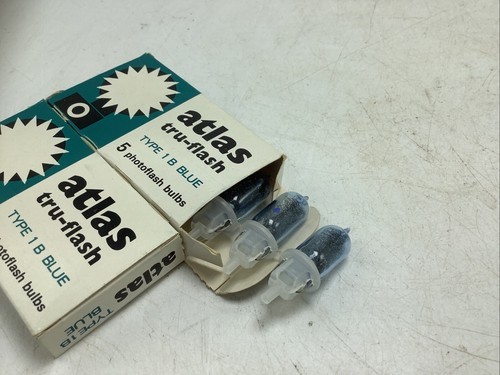 atlas
tru-flash
TYPE 1 B BLUE
5 photoflash bulbs
atlas
tru-flash
TYPE 1 B BLUE
photoflash bulbs
atlas
TYPE 1B
BLUE